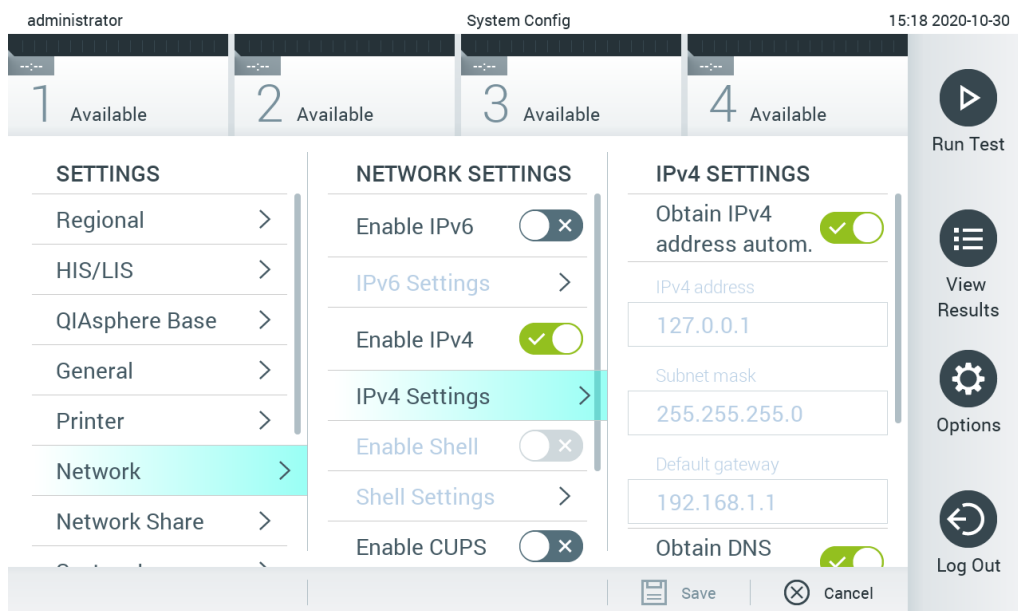 administrator
System Config
15:18 2020-10-30
--:--
--:--
--:--
--:--
1 Available
2 Available
3 Available
4 Available
Run Test
View
Results
Options
Log Out
SETTINGS
Regional
HIS/LIS
QIAsphere Base
General
Printer
Network
Network Share
NETWORK SETTINGS
Enable IPv6
IPv6 Settings
Enable IPv4
IPv4 Settings
Enable Shell
Shell Settings
Enable CUPS
IPv4 SETTINGS
Obtain IPv4
address autom.
IPv4 address
127.0.0.1
Subnet mask
255.255.255.0
Default gateway
192.168.1.1
Obtain DNS
Save
Cancel